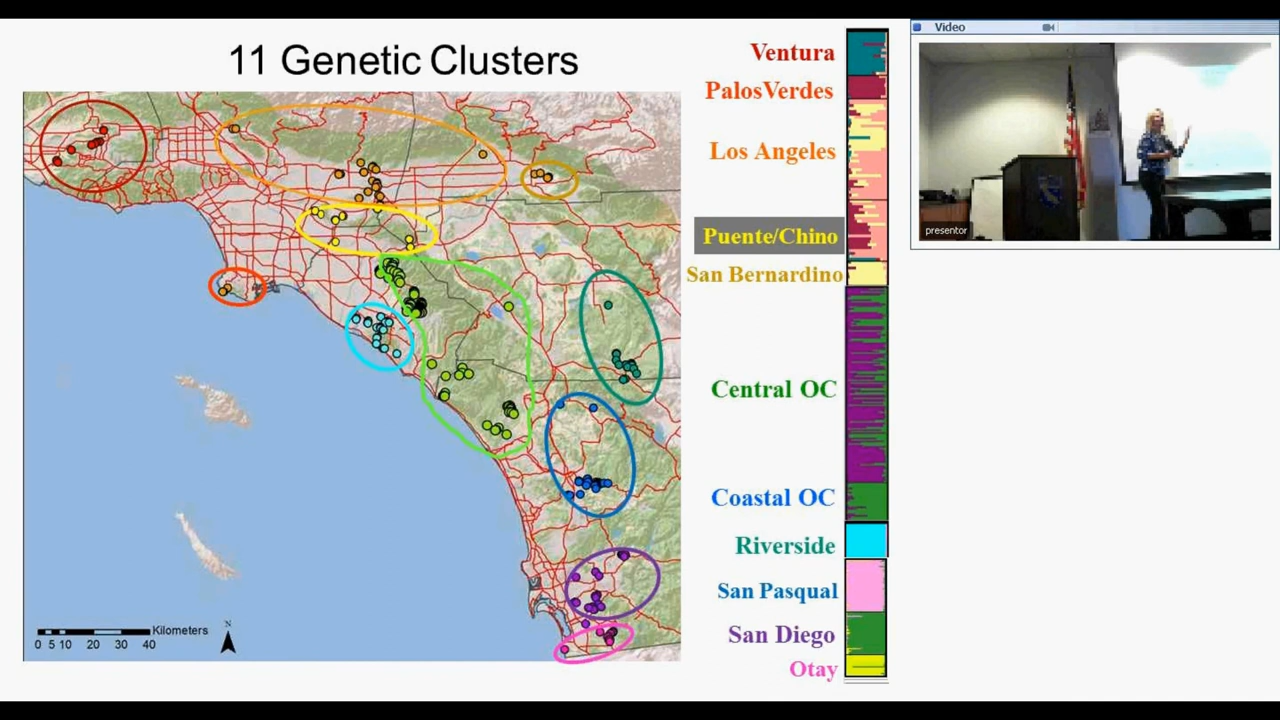 11 Genetic Clusters
Ventura
PalosVerdes
Los Angeles
Puente/Chino
San Bernardino
Central OC
Coastal OC
Riverside
San Pasqual
San Diego
Otay
Kilometers
0 5 10 20 30 40
N
Video
presentor